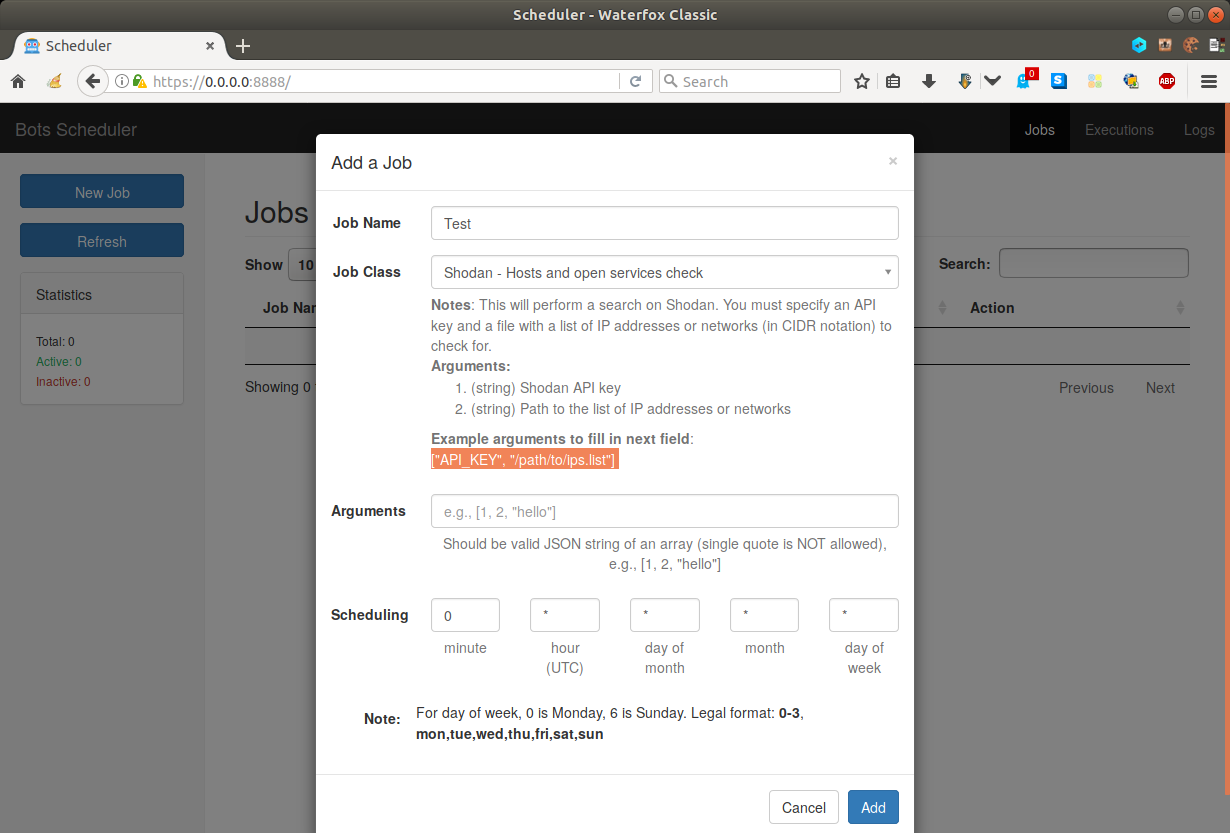 Scheduler - Waterfox Classic
Scheduler
https://0.0.0.0:8888/
Search
0
S
ABP
Bots Scheduler
Jobs
Executions
Logs
New Job
Refresh
Statistics
Total: 0
Active: 0
Inactive: 0
Jobs
Show 10
Search:
Job Nam
Action
Showing 0
Previous
Next
Add a Job
×
Job Name
Test
Job Class
Shodan - Hosts and open services check
Notes: This will perform a search on Shodan. You must specify an API
key and a file with a list of IP addresses or networks (in CIDR notation) to
check for.
Arguments:
1. (string) Shodan API key
2. (string) Path to the list of IP addresses or networks
Example arguments to fill in next field:
["API_KEY", "/path/to/ips.list"]
Arguments
e.g., [1, 2, "hello"]
Should be valid JSON string of an array (single quote is NOT allowed),
e.g., [1, 2, "hello"]
Scheduling
0 * * * *
minute
hour
(UTC)
day of
month
month
day of
week
Note:
For day of week, 0 is Monday, 6 is Sunday. Legal format: 0-3,
mon,tue,wed,thu,fri,sat,sun
Cancel
Add